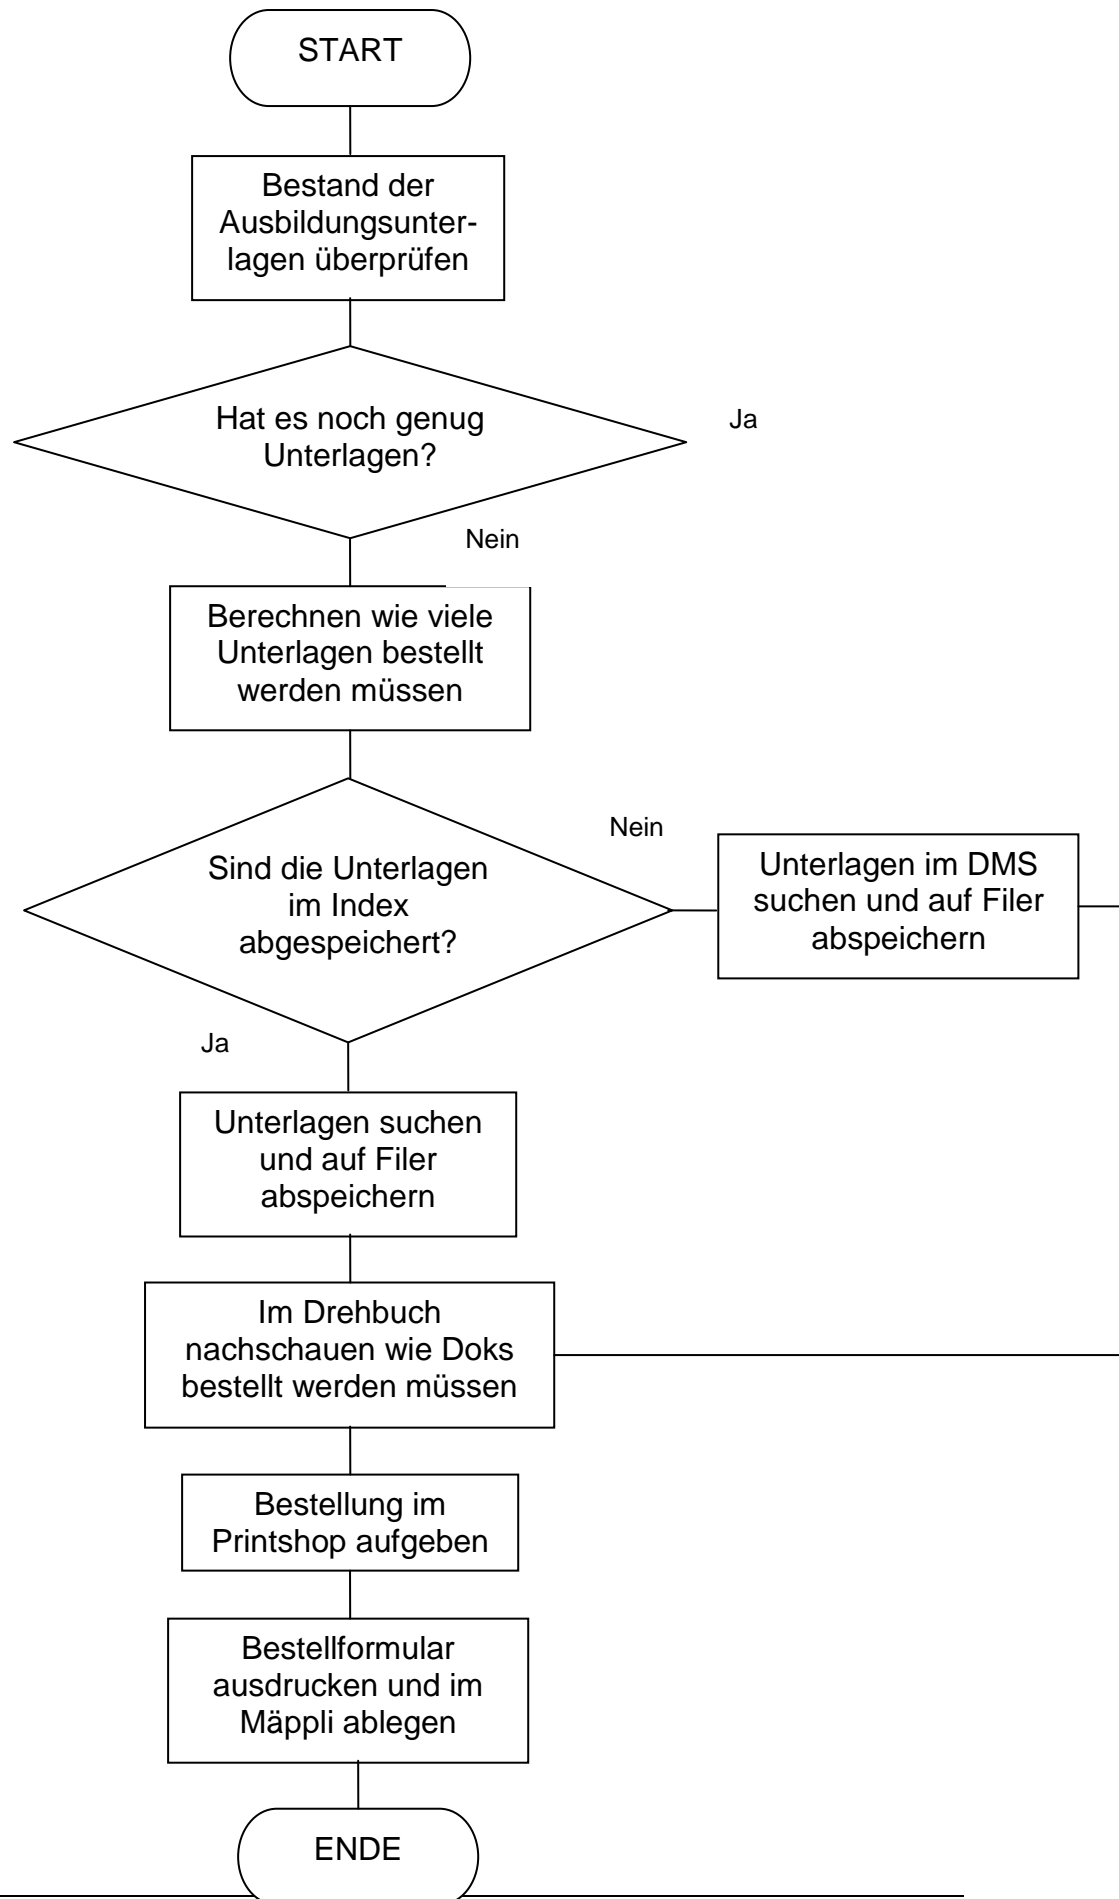 START
Bestand der
Ausbildungsunter-
lagen überprüfen
Hat es noch genug
Unterlagen?
Ja
Nein
Berechnen wie viele
Unterlagen bestellt
werden müssen
Sind die Unterlagen
im Index
abgespeichert?
Nein
Unterlagen im DMS
suchen und auf Filer
abspeichern
Ja
Unterlagen suchen
und auf Filer
abspeichern
Im Drehbuch
nachschauen wie Doks
bestellt werden müssen
Bestellung im
Printshop aufgeben
Bestellformular
ausdrucken und im
Mäppli ablegen
ENDE